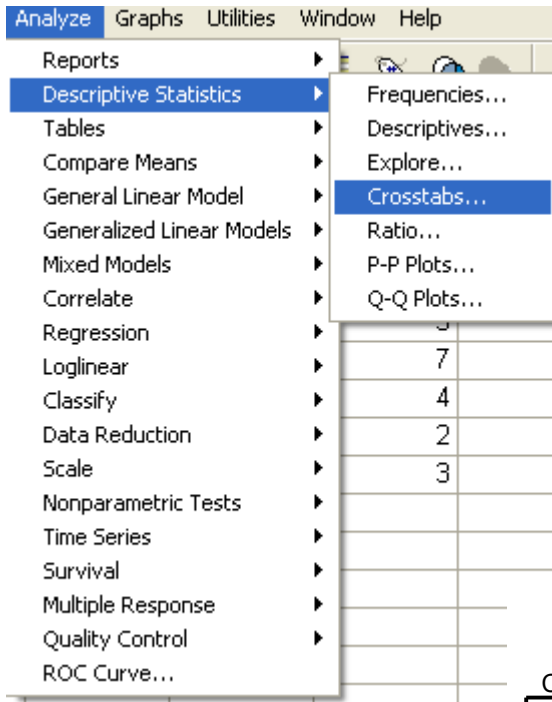 Analyze Graphs Utilities Window Help
Reports
Descriptive Statistics
Tables
Compare Means
General Linear Model
Generalized Linear Models
Mixed Models
Correlate
Regression
Loglinear
Classify
Data Reduction
Scale
Nonparametric Tests
Time Series
Survival
Multiple Response
Quality Control
ROC Curve...
Frequencies...
Descriptives...
Explore...
Crosstabs...
Ratio...
P-P Plots...
Q-Q Plots...
7
4
2
3